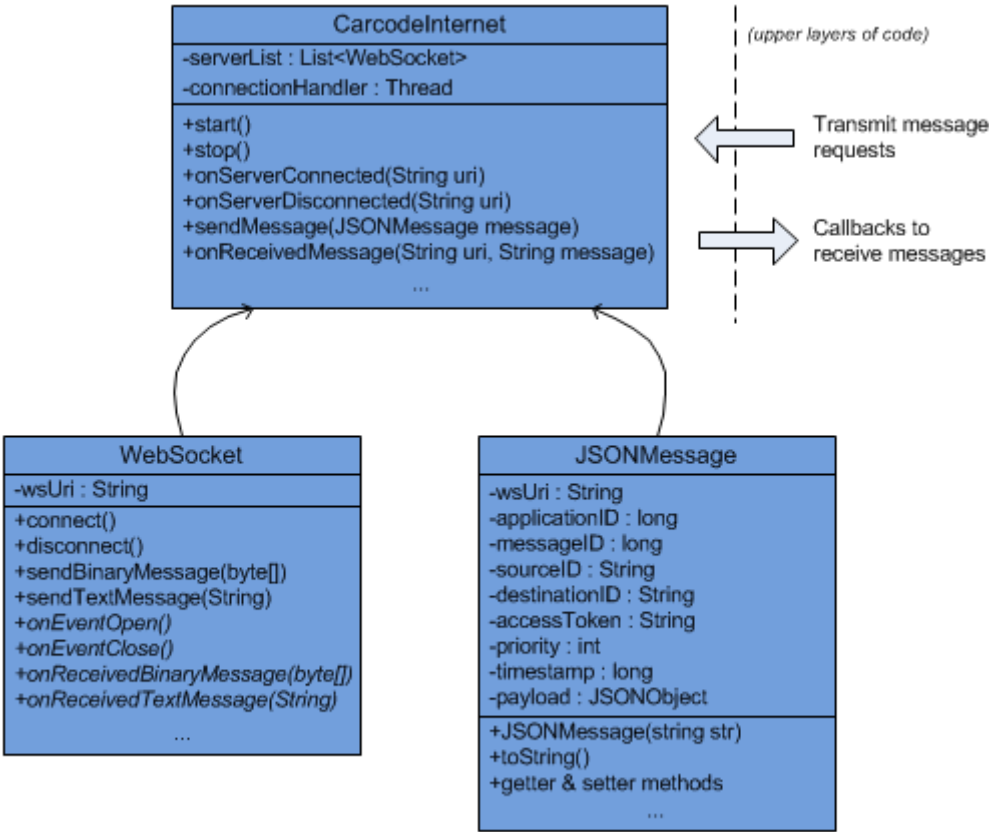 CarcodeInternet
-serverList : List<WebSocket>
-connectionHandler : Thread
+start()
+stop()
+onServerConnected(String uri)
+onServerDisconnected(String uri)
+sendMessage(JSONMessage message)
+onReceivedMessage(String uri, String message)
...
(upper layers of code)
Transmit message
requests
Callbacks to
receive messages
WebSocket
-wsUri : String
+connect()
+disconnect()
+sendBinaryMessage(byte[])
+sendTextMessage(String)
+onEventOpen()
+onEventClose()
+onReceivedBinaryMessage(byte[])
+onReceivedTextMessage(String)
...
JSONMessage
-wsUri : String
-applicationID : long
-messageID : long
-sourceID : String
-destinationID : String
-accessToken : String
-priority : int
-timestamp : long
-payload : JSONObject
+JSONMessage(string str)
+toString()
+getter & setter methods
...